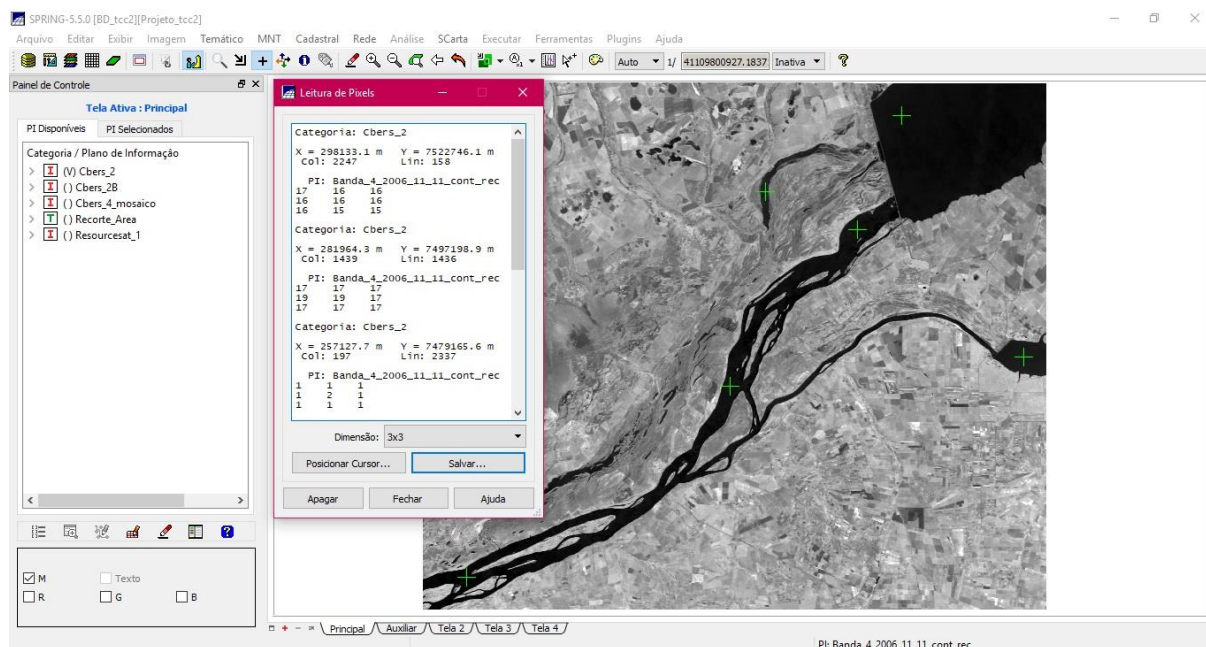 SPRING-5.5.0 [BD_tcc2][Projeto_tcc2]
Arquivo Editar Exibir Imagem Temático MNT Cadastral Rede Análise SCarta Executar Ferramentas Plugins Ajuda
Auto 1/ 41109800927.1837 Inativa
Painel de Controle
Tela Ativa : Principal
PI Disponíveis PI Selecionados
Categoria / Plano de Informação
(V) Cbers_2
() Cbers_2B
() Cbers_4_mosaico
() Recorte_Area
() Resourcesat_1
M Texto
R G B
Leitura de Pixels
Categoria: Cbers_2
X = 298133.1 m Y = 7522746.1 m
Col: 2247 Lin: 158
PI: Banda_4_2006_11_11_cont_rec
17 16 16
16 16 16
16 15 15
Categoria: Cbers_2
X = 281964.3 m Y = 7497198.9 m
Col: 1439 Lin: 1436
PI: Banda_4_2006_11_11_cont_rec
17 17 17
19 19 17
17 17 17
Categoria: Cbers_2
X = 257127.7 m Y = 7479165.6 m
Col: 197 Lin: 2337
PI: Banda_4_2006_11_11_cont_rec
1 1 1
1 2 1
1 1 1
Dimensão: 3x3
Posicionar Cursor... Salvar...
Apagar Fechar Ajuda
Principal Auxiliar Tela 2 Tela 3 Tela 4
PI: Banda_4_2006_11_11_cont_rec